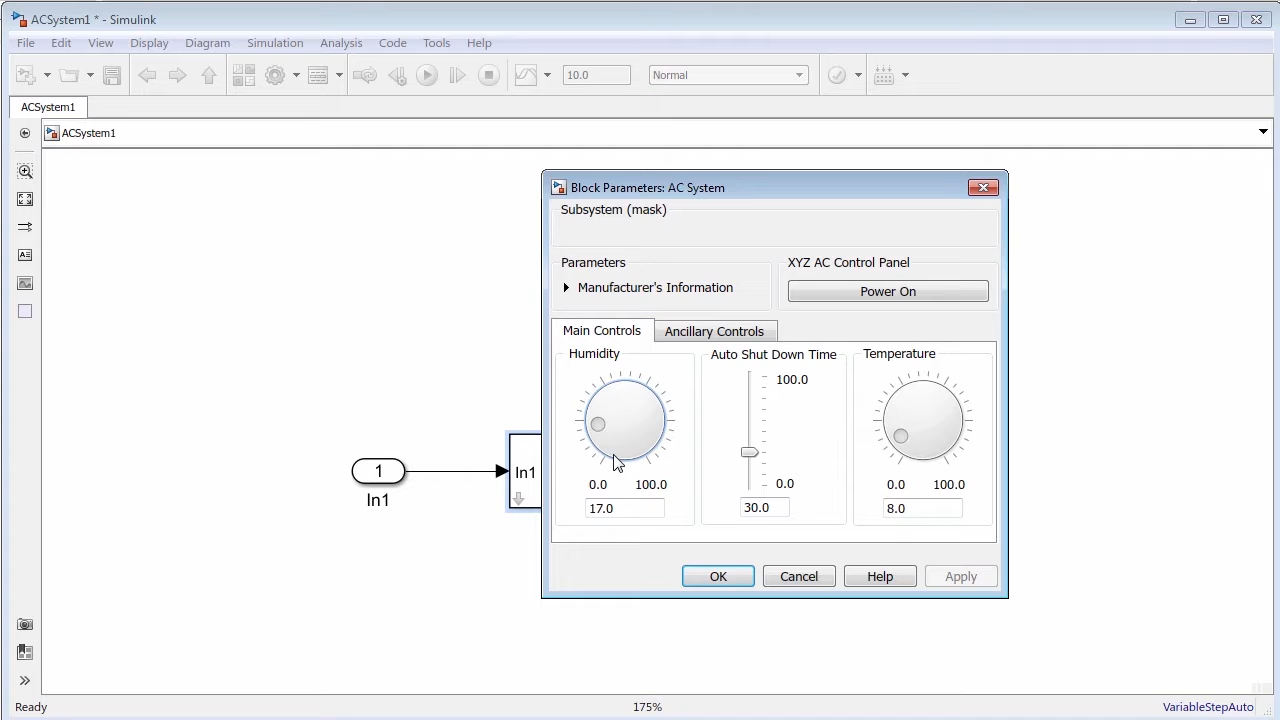 ACSystem1 * - Simulink
File Edit View Display Diagram Simulation Analysis Code Tools Help
10.0 Normal
ACSystem1
ACSystem1
Block Parameters: AC System
Subsystem (mask)
Parameters XYZ AC Control Panel
Manufacturer's Information Power On
Main Controls Ancillary Controls
Humidity Auto Shut Down Time Temperature
100.0
1 In1
In1
0.0 100.0 0.0 0.0 100.0
17.0 30.0 8.0
OK Cancel Help Apply
Ready 175% VariableStepAuto